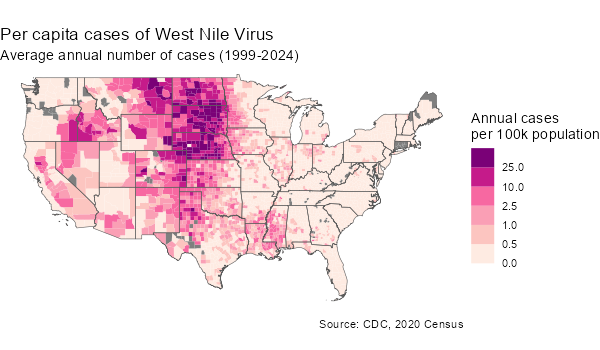 Per capita cases of West Nile Virus
Average annual number of cases (1999-2024)
Annual cases
per 100k population
25.0
10.0
2.5
1.0
0.5
0.0
Source: CDC, 2020 Census